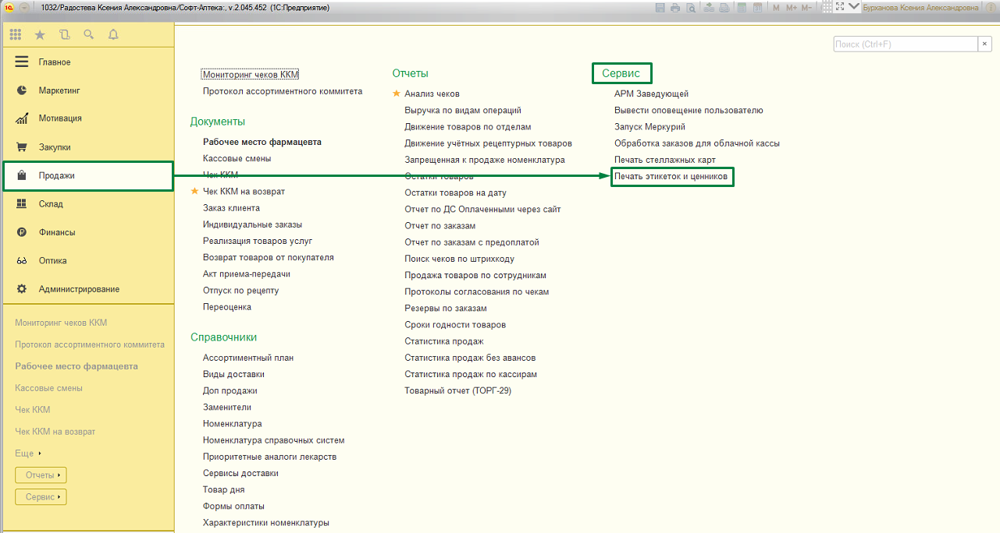 1032/Радостева Ксения Александровна/Софт-Аптека:, v.2.045.452 (1С:Предприятие)
M M+ M-
Бурханова Ксения Александровна
Поиск (Ctrl+F)
Главное
Маркетинг
Мотивация
Закупки
Продажи
Склад
Финансы
Оптика
Администрирование
Мониторинг чеков ККМ
Протокол ассортиментного коммитета
Рабочее место фармацевта
Кассовые смены
Чек ККМ
Чек ККМ на возврат
Еще
Отчеты
Сервис
Мониторинг чеков ККМ
Протокол ассортиментного коммитета
Документы
Рабочее место фармацевта
Кассовые смены
Чек ККМ
Чек ККМ на возврат
Заказ клиента
Индивидуальные заказы
Реализация товаров услуг
Возврат товаров от покупателя
Акт приема-передачи
Отпуск по рецепту
Переоценка
Справочники
Ассортиментный план
Виды доставки
Доп продажи
Заменители
Номенклатура
Номенклатура справочных систем
Приоритетные аналоги лекарств
Сервисы доставки
Товар дня
Формы оплаты
Характеристики номенклатуры
Отчеты
Анализ чеков
Выручка по видам операций
Движение товаров по отделам
Движение учётных рецептурных товаров
Запрещенная к продаже номенклатура
Остатки товаров
Остатки товаров на дату
Отчет по ДС Оплаченными через сайт
Отчет по заказам
Отчет по заказам с предоплатой
Поиск чеков по штрихкоду
Продажа товаров по сотрудникам
Протоколы согласования по чекам
Резервы по заказам
Сроки годности товаров
Статистика продаж
Статистика продаж без авансов
Статистика продаж по кассирам
Товарный отчет (ТОРГ-29)
Сервис
АРМ Заведующей
Вывести оповещение пользователю
Запуск Меркурий
Обработка заказов для облачной кассы
Печать стеллажных карт
Печать этикеток и ценников